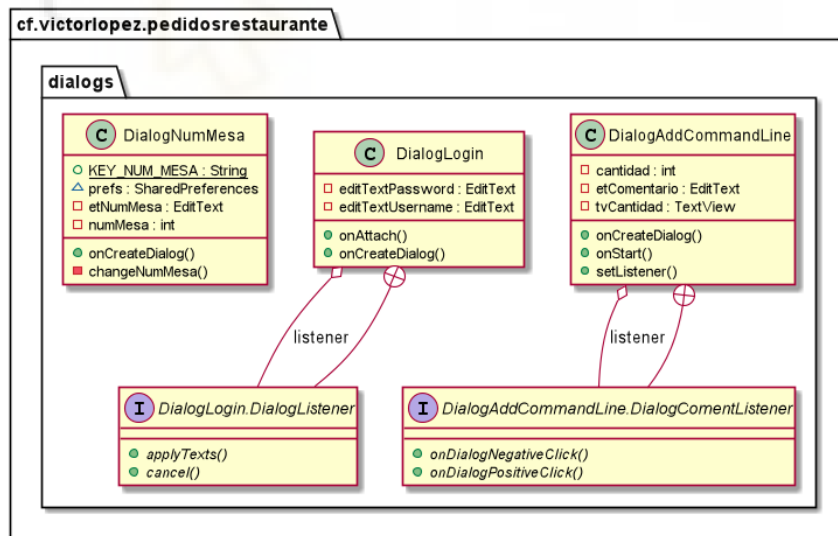 cf.victorlopez.pedidosrestaurante
dialogs
C DialogNumMesa
KEY_NUM_MESA : String
prefs : SharedPreferences
etNumMesa : EditText
numMesa : int
onCreateDialog()
changeNumMesa()
C DialogLogin
editTextPassword : EditText
editTextUsername : EditText
onAttach()
onCreateDialog()
C DialogAddCommandLine
cantidad : int
etComentario : EditText
tvCantidad : TextView
onCreateDialog()
onStart()
setListener()
listener
listener
I DialogLogin.DialogListener
applyTexts()
cancel()
I DialogAddCommandLine.DialogComentListener
onDialogNegativeClick()
onDialogPositiveClick()